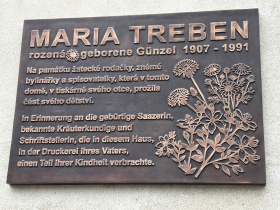 MARIA TREBEN
rozená geborene Günzel 1907 - 1991
Na památku žatecké rodačky, známé
bylinářky a spisovatelky, která v tomto
domě, v tiskárně svého otce, prožila
část svého dětství.
In Erinnerung an die gebürtige Saazerin,
bekannte Kräuterkundige und
Schriftstellerin, die in diesem Haus,
in der Druckerei ihres Vaters,
einen Teil ihrer Kindheit verbrachte.